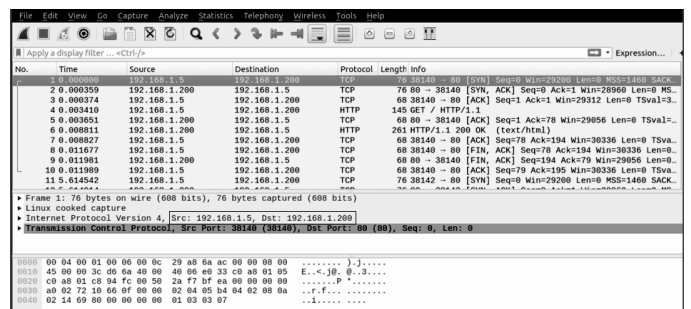 File Edit View Go Capture Analyze Statistics Telephony Wireless Tools Help
Apply a display filter ... <Ctrl-/>
Expression...
No. Time Source Destination Protocol Length Info
1 0.000000 192.168.1.5 192.168.1.200 TCP 76 38140 → 80 [SYN] Seq=0 Win=29200 Len=0 MSS=1460 SACK…
2 0.000359 192.168.1.200 192.168.1.5 TCP 76 80 → 38140 [SYN, ACK] Seq=0 Ack=1 Win=28960 Len=0 MS…
3 0.000374 192.168.1.5 192.168.1.200 TCP 68 38140 → 80 [ACK] Seq=1 Ack=1 Win=29312 Len=0 TSval=3…
4 0.003410 192.168.1.5 192.168.1.200 HTTP 145 GET / HTTP/1.1
5 0.003651 192.168.1.200 192.168.1.5 TCP 68 80 → 38140 [ACK] Seq=1 Ack=78 Win=29056 Len=0 TSval=…
6 0.008811 192.168.1.200 192.168.1.5 HTTP 261 HTTP/1.1 200 OK (text/html)
7 0.008827 192.168.1.5 192.168.1.200 TCP 68 38140 → 80 [ACK] Seq=78 Ack=194 Win=30336 Len=0 TSva…
8 0.011677 192.168.1.5 192.168.1.200 TCP 68 38140 → 80 [FIN, ACK] Seq=78 Ack=194 Win=30336 Len=0…
9 0.011981 192.168.1.200 192.168.1.5 TCP 68 80 → 38140 [FIN, ACK] Seq=194 Ack=79 Win=29056 Len=0…
10 0.011989 192.168.1.5 192.168.1.200 TCP 68 38140 → 80 [ACK] Seq=79 Ack=195 Win=30336 Len=0 TSva…
11 5.614542 192.168.1.5 192.168.1.200 TCP 76 38142 → 80 [SYN] Seq=0 Win=29200 Len=0 MSS=1460 SACK…
Frame 1: 76 bytes on wire (608 bits), 76 bytes captured (608 bits)
Linux cooked capture
Internet Protocol Version 4, Src: 192.168.1.5, Dst: 192.168.1.200
Transmission Control Protocol, Src Port: 38140 (38140), Dst Port: 80 (80), Seq: 0, Len: 0
0000 00 04 00 01 00 06 00 0c 29 a8 6a ac 00 00 08 00 ........ ).j.....
0010 45 00 00 3c d6 6a 40 00 40 06 e0 33 c0 a8 01 05 E..<.j@. @..3....
0020 c0 a8 01 c8 94 fc 00 50 2a f7 bf ea 00 00 00 00 .......P *.......
0030 a0 02 72 10 66 0f 00 00 02 04 05 b4 04 02 08 0a ..r.f... ........
0040 02 14 69 80 00 00 00 00 01 03 03 07 ..i..... ....